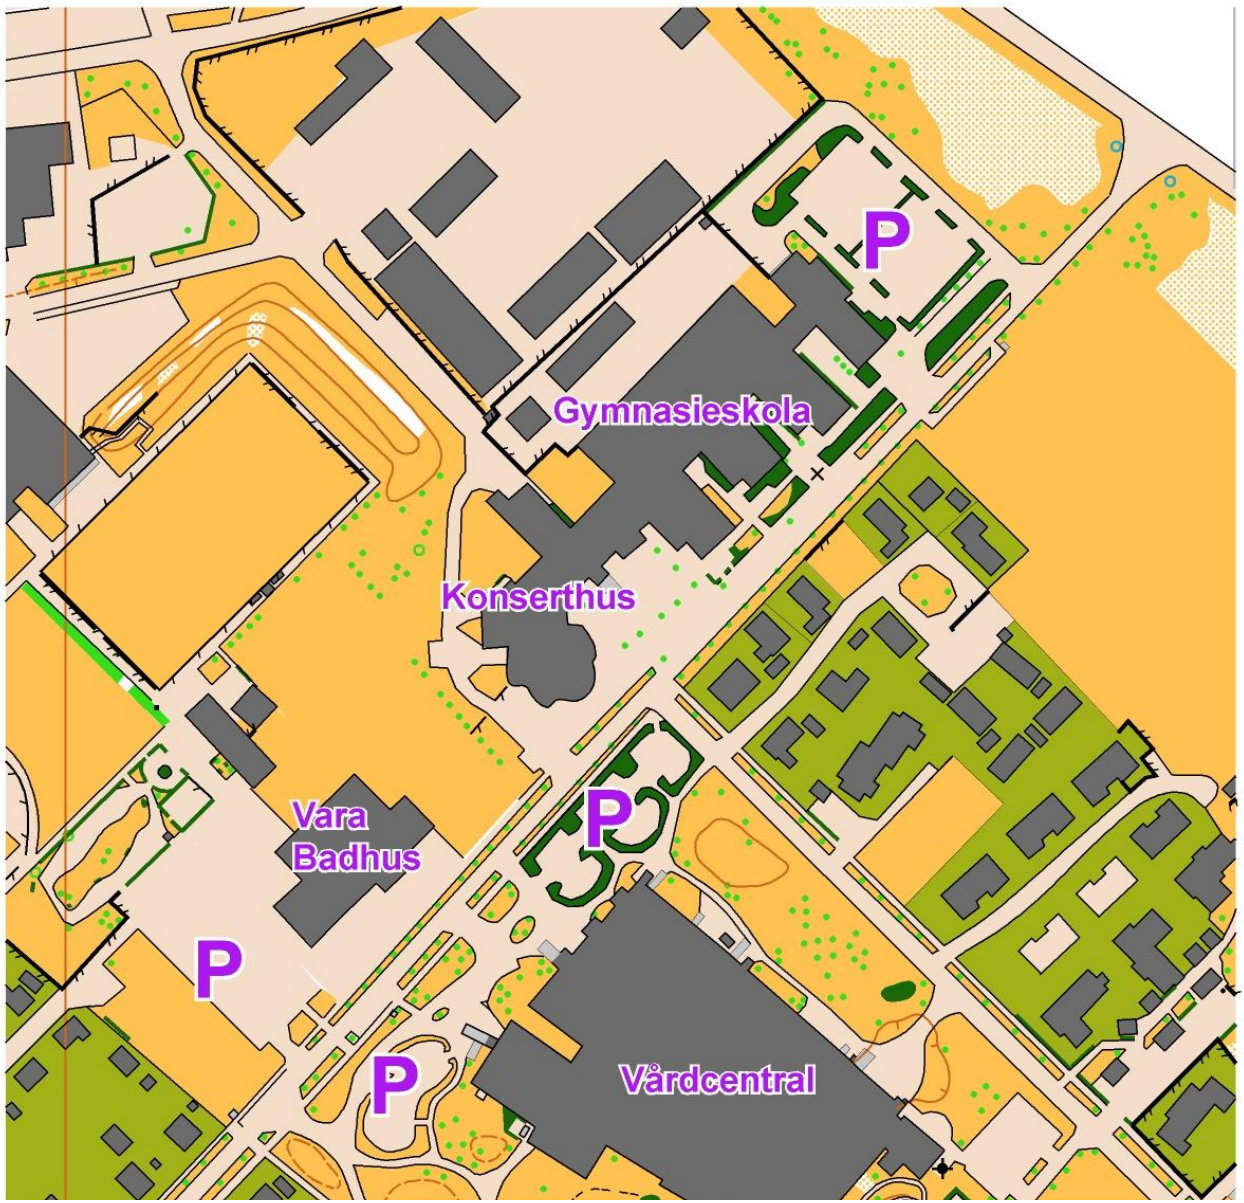 P
Gymnasieskola
Konserthus
P
Vara
Badhus
P
P
Vårdcentral